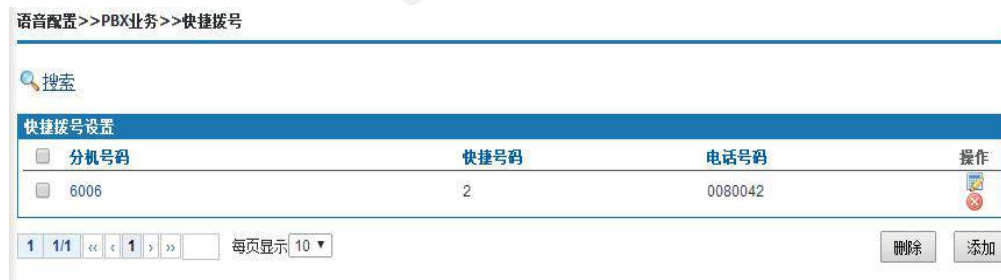 语音配置>>PBX业务>>快捷拨号
搜索
快捷拨号设置
分机号码 快捷号码 电话号码 操作
6006 2 0080042
1 1/1 « ‹ 1 › » 每页显示 10 ▼ 删除 添加